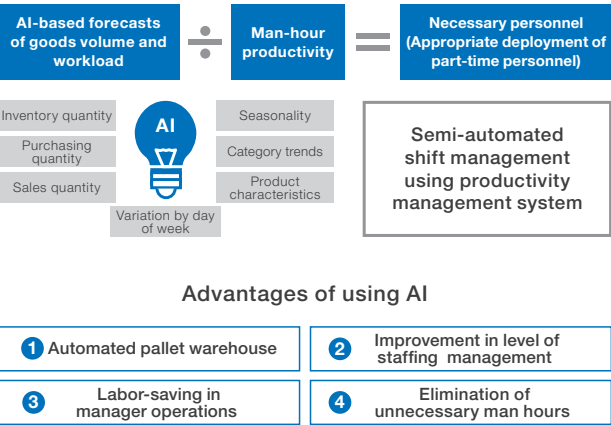 AI-based forecasts
of goods volume and
workload
÷
Man-hour
productivity
=
Necessary personnel
(Appropriate deployment of
part-time personnel)
Inventory quantity
Purchasing
quantity
Sales quantity
AI
Variation by day
of week
Seasonality
Category trends
Product
characteristics
Semi-automated
shift management
using productivity
management system
Advantages of using AI
1 Automated pallet warehouse
2 Improvement in level of
staffing management
3 Labor-saving in
manager operations
4 Elimination of
unnecessary man hours